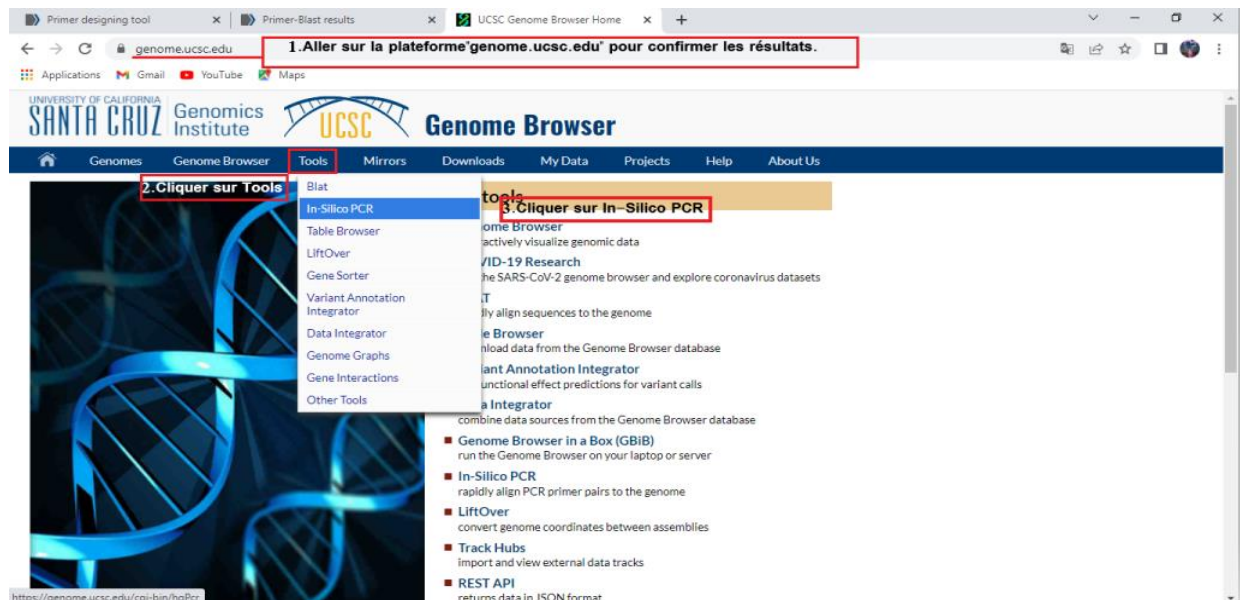 Primer designing tool
Primer-Blast results
UCSC Genome Browser Home
genome.ucsc.edu
1.Aller sur la plateforme"genome.ucsc.edu" pour confirmer les résultats.
Applications Gmail YouTube Maps
UNIVERSITY OF CALIFORNIA
SANTA CRUZ
Genomics
Institute
UCSC
Genome Browser
Genomes Genome Browser Tools Mirrors Downloads My Data Projects Help About Us
2.Cliquer sur Tools
Blat
In-Silico PCR
Table Browser
LiftOver
Gene Sorter
Variant Annotation
Integrator
Data Integrator
Genome Graphs
Gene Interactions
Other Tools
tools
3.Cliquer sur In-Silico PCR
ome Browser
ractively visualize genomic data
VID-19 Research
he SARS-CoV-2 genome browser and explore coronavirus datasets
T
dly align sequences to the genome
e Browser
nload data from the Genome Browser database
iant Annotation Integrator
unctional effect predictions for variant calls
a Integrator
combine data sources from the Genome Browser database
Genome Browser in a Box (GBiB)
run the Genome Browser on your laptop or server
In-Silico PCR
rapidly align PCR primer pairs to the genome
LiftOver
convert genome coordinates between assemblies
Track Hubs
import and view external data tracks
REST API
returns data in JSON format
https://genome.ucsc.edu/cgi-bin/hgPcr